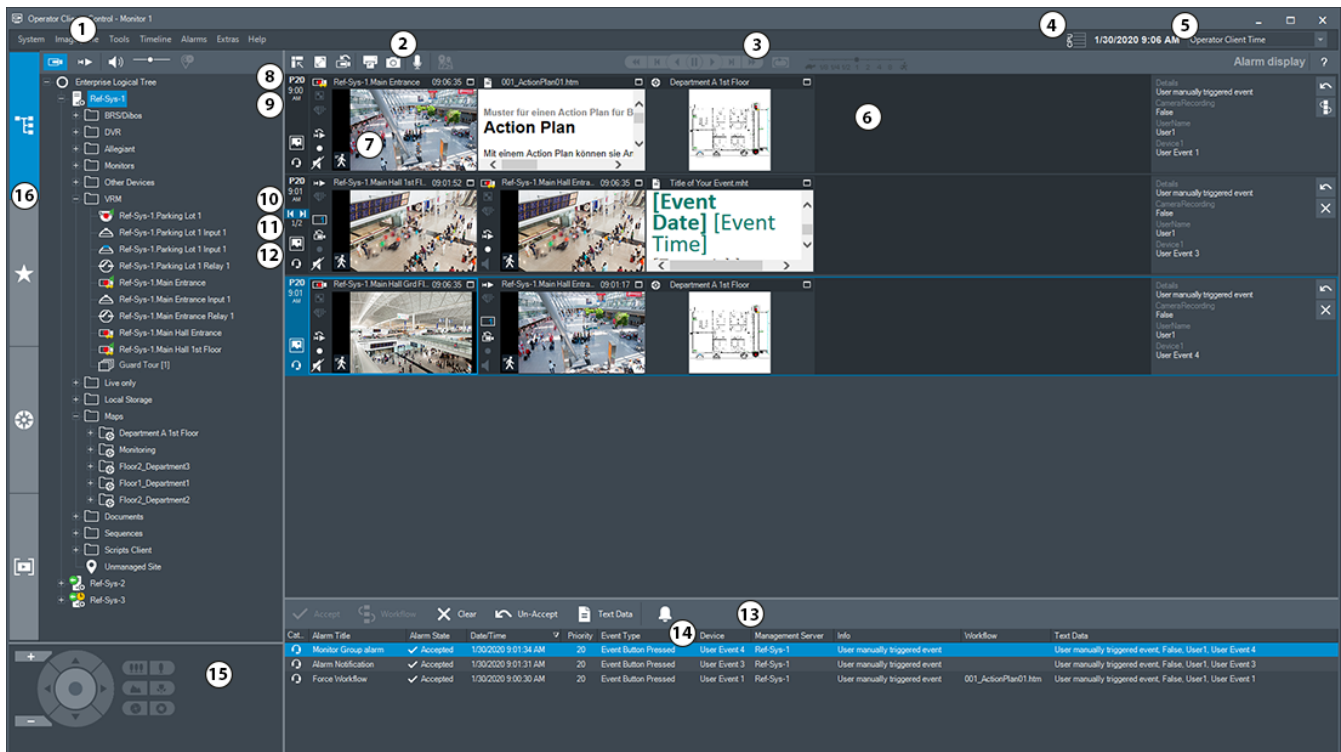 Operator Client - Control - Monitor 1
1
4
5
System Image Pane Tools Timeline Alarms Extras Help
2
3
1/30/2020 9:06 AM Operator Client Time
Alarm display ?
8
Enterprise Logical Tree
9
Ref-Sys-1
BRS/Dibos
DVR
Allegiant
Monitors
Other Devices
16
VRM
10
Ref-Sys-1.Parking Lot 1
Ref-Sys-1.Parking Lot 1 Input 1
11
Ref-Sys-1.Parking Lot 1 Input 1
12
Ref-Sys-1.Parking Lot 1 Relay 1
Ref-Sys-1.Main Entrance
Ref-Sys-1.Main Entrance Input 1
Ref-Sys-1.Main Entrance Relay 1
Ref-Sys-1.Main Hall Entrance
Ref-Sys-1.Main Hall 1st Floor
Guard Tour [1]
Live only
Local Storage
Maps
Department A 1st Floor
Monitoring
Floor2_Department3
Floor1_Department1
Floor2_Department2
Documents
Sequences
Scripts Client
Unmanaged Site
Ref-Sys-2
Ref-Sys-3
15
P20
9:00
AM
Ref-Sys-1.Main Entrance 09:06:35
7
001_ActionPlan01.htm
Muster für einen Action Plan für B
Action Plan
Mit einem Action Plan können sie Ar
Department A 1st Floor
6
Details
User manually triggered event
CameraRecording
False
UserName
User1
Device1
User Event 1
P20
9:01
AM
1/2
Ref-Sys-1.Main Hall 1st Fl.. 09:01:52
Ref-Sys-1.Main Hall Entra.. 09:06:35
Title of Your Event.mht
[Event
Date] [Event
Time]
Details
User manually triggered event
CameraRecording
False
UserName
User1
Device1
User Event 3
P20
9:01
AM
Ref-Sys-1.Main Hall Grd Fl.. 09:06:35
Ref-Sys-1.Main Hall Entra.. 09:01:17
Department A 1st Floor
Details
User manually triggered event
CameraRecording
False
UserName
User1
Device1
User Event 4
Accept Workflow Clear Un-Accept Text Data
13
14
Cat.. Alarm Title Alarm State Date/Time Priority Event Type Device Management Server Info Workflow Text Data
Monitor Group alarm Accepted 1/30/2020 9:01:34 AM 20 Event Button Pressed User Event 4 Ref-Sys-1 User manually triggered event User manually triggered event, False, User1, User Event 4
Alarm Notification Accepted 1/30/2020 9:01:31 AM 20 Event Button Pressed User Event 3 Ref-Sys-1 User manually triggered event User manually triggered event, False, User1, User Event 3
Force Workflow Accepted 1/30/2020 9:00:30 AM 20 Event Button Pressed User Event 1 Ref-Sys-1 User manually triggered event 001_ActionPlan01.htm User manually triggered event, False, User1, User Event 1